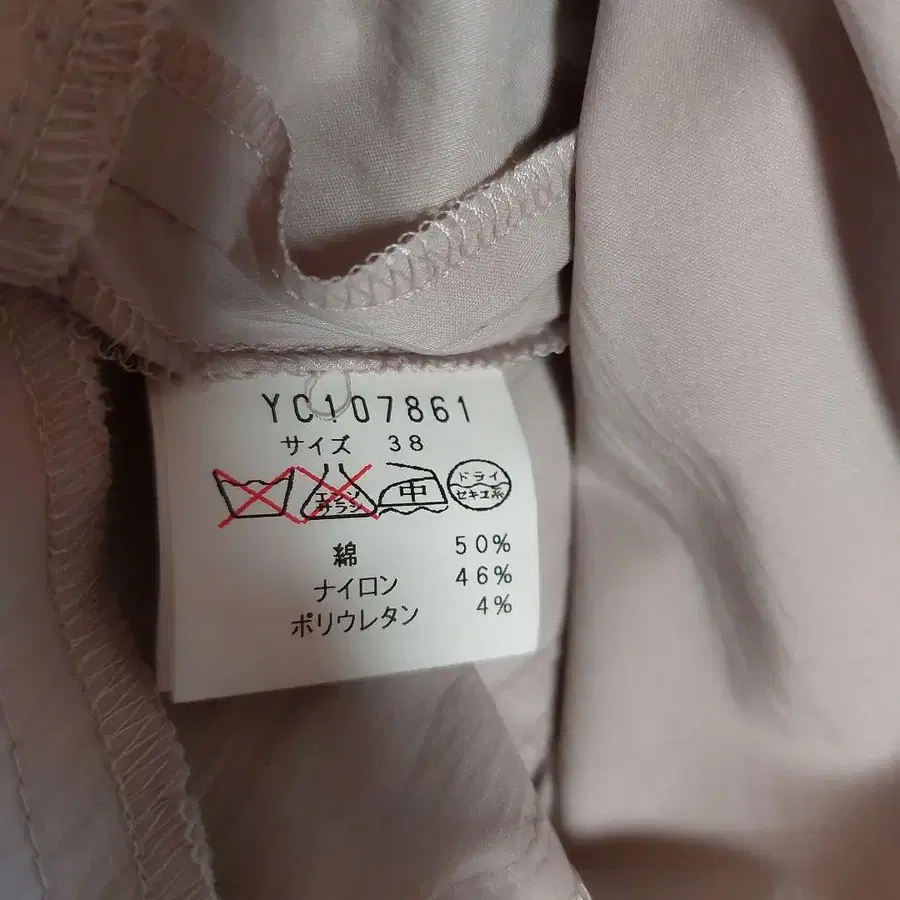 YC107861
サイズ 38
エンソ
サラシ
中
ドライ
セキユ系
綿 50%
ナイロン 46%
ポリウレタン 4%